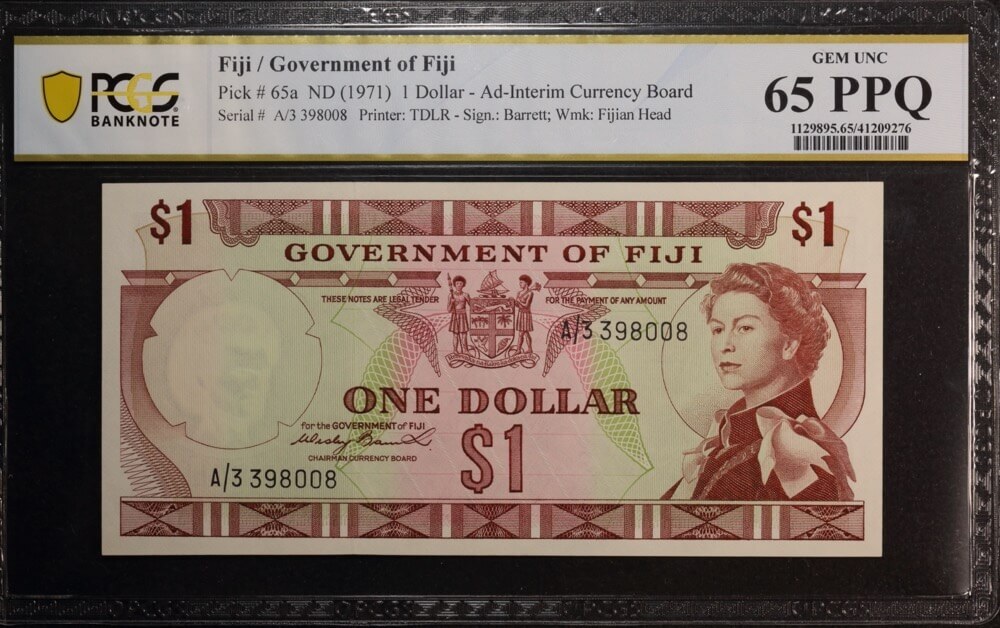 PCGS
BANKNOTE
Fiji / Government of Fiji
Pick # 65a ND (1971) 1 Dollar - Ad-Interim Currency Board
Serial # A/3 398008 Printer: TDLR - Sign.: Barrett; Wmk: Fijian Head
GEM UNC
65 PPQ
1129895.65/41209276
$1
$1
GOVERNMENT OF FIJI
THESE NOTES ARE LEGAL TENDER
FOR THE PAYMENT OF ANY AMOUNT
A/3 398008
ONE DOLLAR
for the GOVERNMENT of FIJI
Wesley Barrett
CHAIRMAN CURRENCY BOARD
$1
A/3 398008